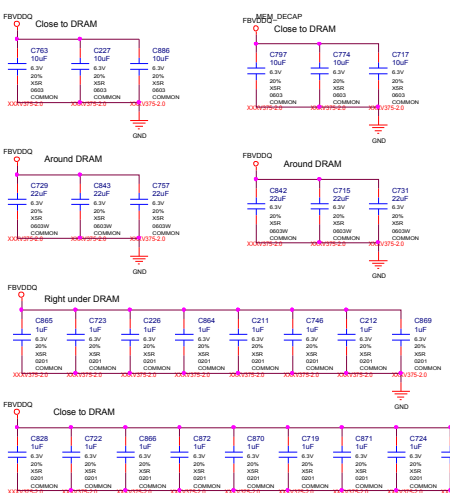 FBVDDQ
Close to DRAM
C763 C227 C886
10uF 10uF 10uF
6.3V 6.3V 6.3V
20% 20% 20%
X5R X5R X5R
0603 0603 0603
COMMON COMMON COMMON
GND
MEM_DECAP
FBVDDQ
Close to DRAM
C797 C774 C717
10uF 10uF 10uF
6.3V 6.3V 6.3V
20% 20% 20%
X5R X5R X5R
0603 0603 0603
COMMON COMMON COMMON
GND
FBVDDQ
Around DRAM
C729 C843 C757
22uF 22uF 22uF
6.3V 6.3V 6.3V
20% 20% 20%
X5R X5R X5R
0603W 0603W 0603W
COMMON COMMON COMMON
GND
FBVDDQ
Around DRAM
C842 C715 C731
22uF 22uF 22uF
6.3V 6.3V 6.3V
20% 20% 20%
X5R X5R X5R
0603W 0603W 0603W
COMMON COMMON COMMON
GND
FBVDDQ
Right under DRAM
C865 C723 C226 C864 C211 C746 C212 C869
1uF 1uF 1uF 1uF 1uF 1uF 1uF 1uF
6.3V 6.3V 6.3V 6.3V 6.3V 6.3V 6.3V 6.3V
20% 20% 20% 20% 20% 20% 20% 20%
X5R X5R X5R X5R X5R X5R X5R X5R
0201 0201 0201 0201 0201 0201 0201 0201
COMMON COMMON COMMON COMMON COMMON COMMON COMMON COMMON
GND
FBVDDQ
Close to DRAM
C828 C722 C866 C872 C870 C719 C871 C724
1uF 1uF 1uF 1uF 1uF 1uF 1uF 1uF
6.3V 6.3V 6.3V 6.3V 6.3V 6.3V 6.3V 6.3V
20% 20% 20% 20% 20% 20% 20% 20%
X5R X5R X5R X5R X5R X5R X5R X5R
0201 0201 0201 0201 0201 0201 0201 0201
COMMON COMMON COMMON COMMON COMMON COMMON COMMON COMMON